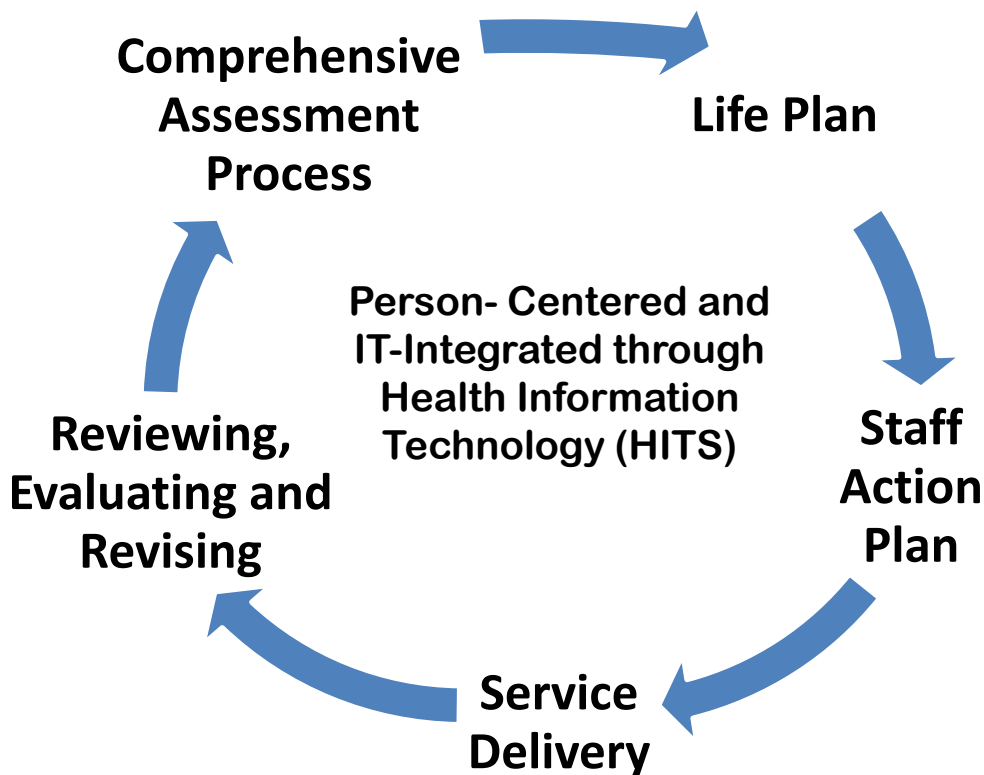 Comprehensive
Assessment
Process
Life Plan
Staff
Action
Plan
Service
Delivery
Reviewing,
Evaluating and
Revising
Person- Centered and
IT-Integrated through
Health Information
Technology (HITS)